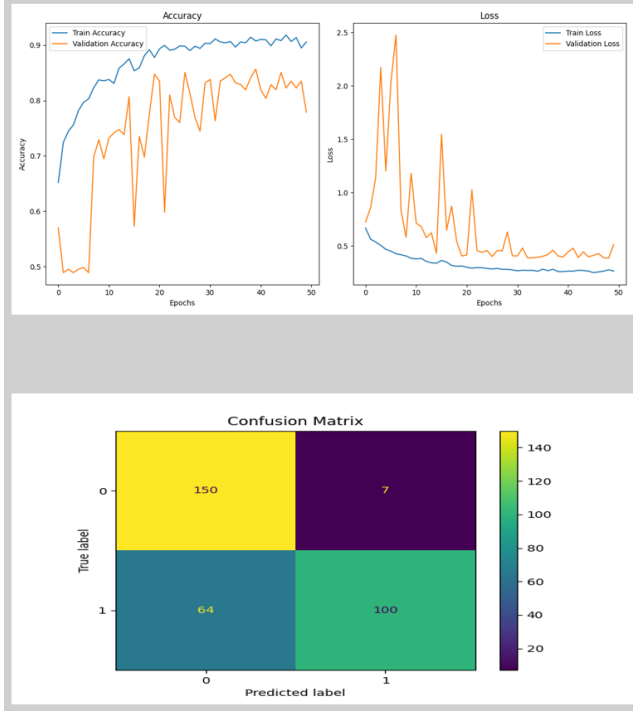 Accuracy
Train Accuracy
Validation Accuracy
0.9
0.8
0.7
0.6
0.5
Accuracy
0
10
20
30
40
50
Epochs
Loss
Train Loss
Validation Loss
2.5
2.0
1.5
1.0
0.5
Loss
0
10
20
30
40
50
Epochs
Confusion Matrix
True label
0
150
7
1
64
100
0
1
Predicted label
140
120
100
80
60
40
20